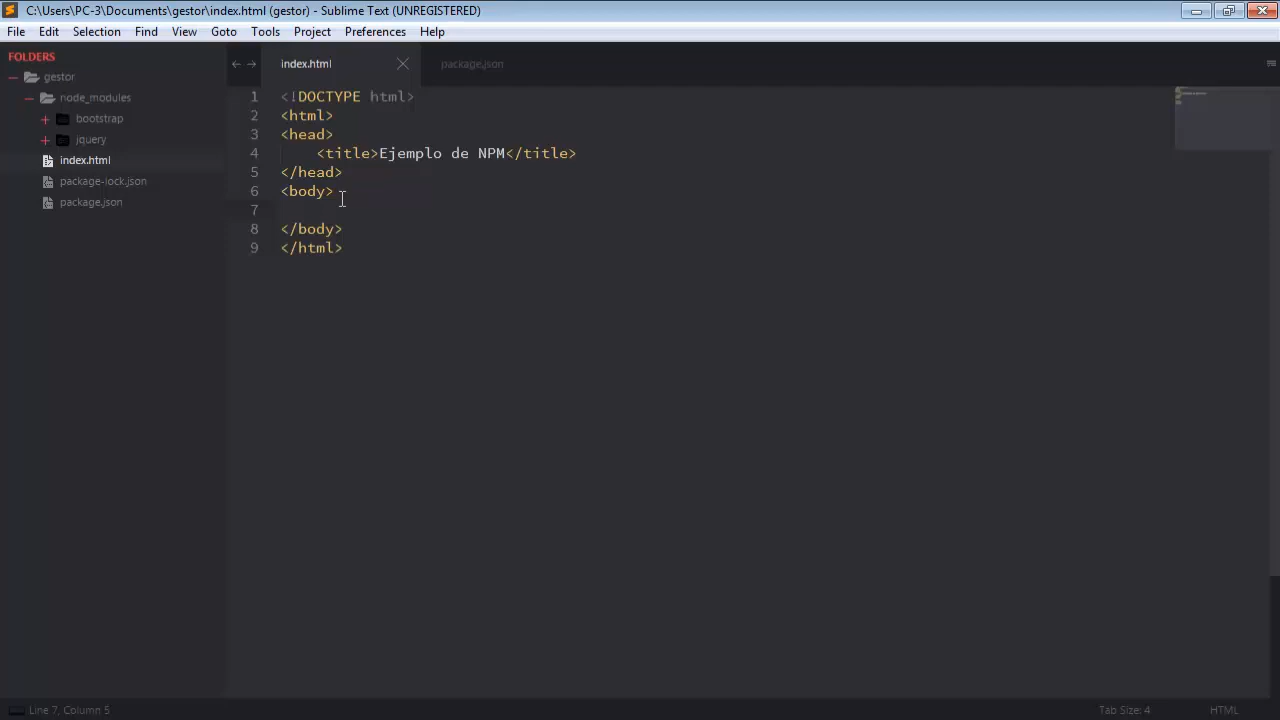 C:\Users\PC-3\Documents\gestor\index.html (gestor) - Sublime Text (UNREGISTERED)
File Edit Selection Find View Goto Tools Project Preferences Help
FOLDERS
gestor
node_modules
bootstrap
jquery
index.html
package-lock.json
package.json
index.html package.json
1 <!DOCTYPE html>
2 <html>
3 <head>
4 <title>Ejemplo de NPM</title>
5 </head>
6 <body>
7
8 </body>
9 </html>
Line 7, Column 5 Tab Size: 4 HTML